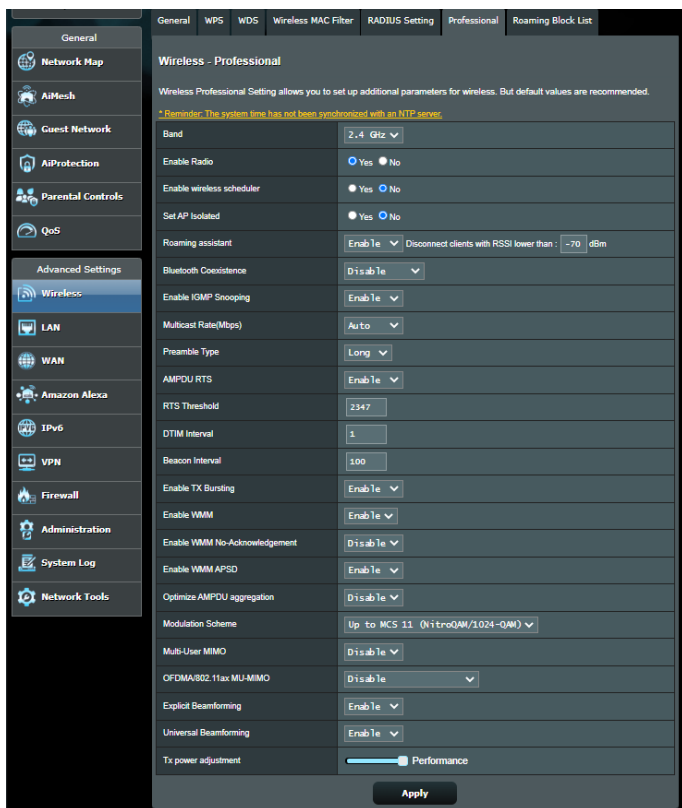 General WPS WDS Wireless MAC Filter RADIUS Setting Professional Roaming Block List
General
Network Map
AiMesh
Guest Network
AiProtection
Parental Controls
QoS
Advanced Settings
Wireless
LAN
WAN
Amazon Alexa
IPv6
VPN
Firewall
Administration
System Log
Network Tools
Wireless - Professional
Wireless Professional Setting allows you to set up additional parameters for wireless. But default values are recommended.
* Reminder: The system time has not been synchronized with an NTP server.
Band 2.4 GHz
Enable Radio Yes No
Enable wireless scheduler Yes No
Set AP Isolated Yes No
Roaming assistant Enable Disconnect clients with RSSI lower than : -70 dBm
Bluetooth Coexistence Disable
Enable IGMP Snooping Enable
Multicast Rate(Mbps) Auto
Preamble Type Long
AMPDU RTS Enable
RTS Threshold 2347
DTIM Interval 1
Beacon Interval 100
Enable TX Bursting Enable
Enable WMM Enable
Enable WMM No-Acknowledgement Disable
Enable WMM APSD Enable
Optimize AMPDU aggregation Disable
Modulation Scheme Up to MCS 11 (NitroQAM/1024-QAM)
Multi-User MIMO Disable
OFDMA/802.11ax MU-MIMO Disable
Explicit Beamforming Enable
Universal Beamforming Enable
Tx power adjustment Performance
Apply